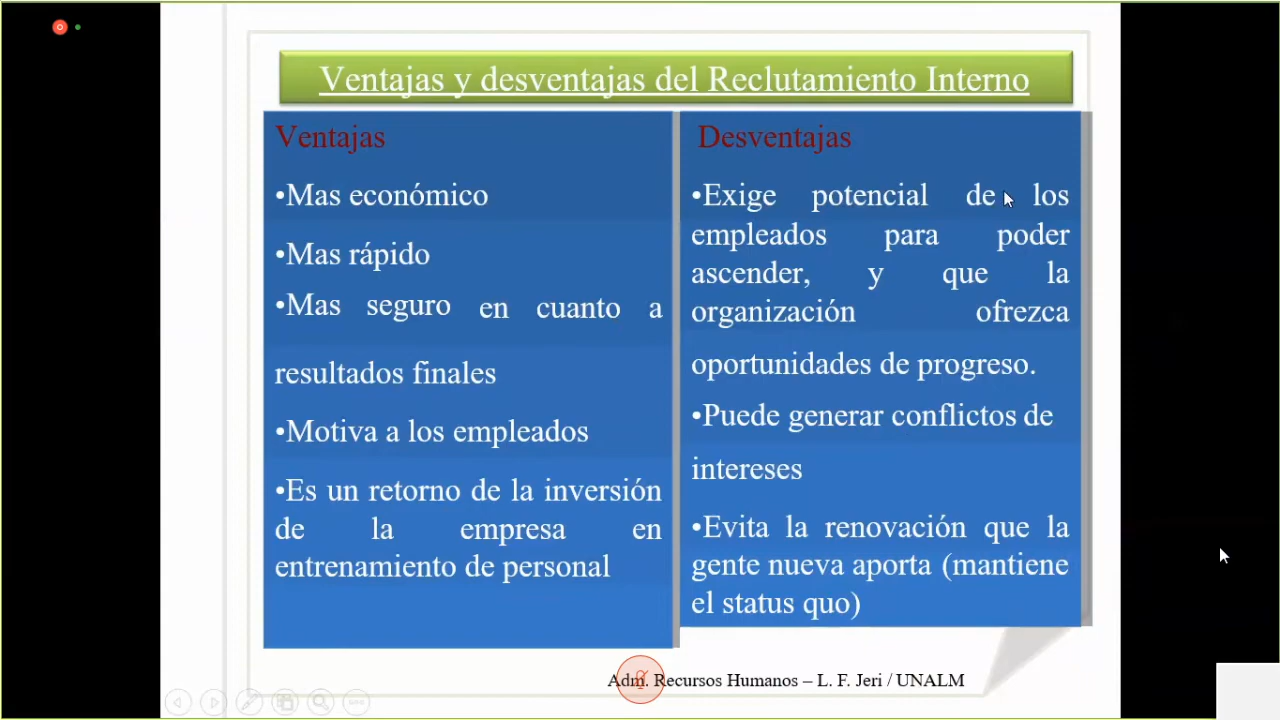 Ventajas y desventajas del Reclutamiento Interno
Ventajas
•Mas económico
•Mas rápido
•Mas seguro en cuanto a
resultados finales
•Motiva a los empleados
•Es un retorno de la inversión
de la empresa en
entrenamiento de personal
Desventajas
•Exige potencial de los
empleados para poder
ascender, y que la
organización ofrezca
oportunidades de progreso.
•Puede generar conflictos de
intereses
•Evita la renovación que la
gente nueva aporta (mantiene
el status quo)
Adm. Recursos Humanos – L. F. Jeri / UNALM